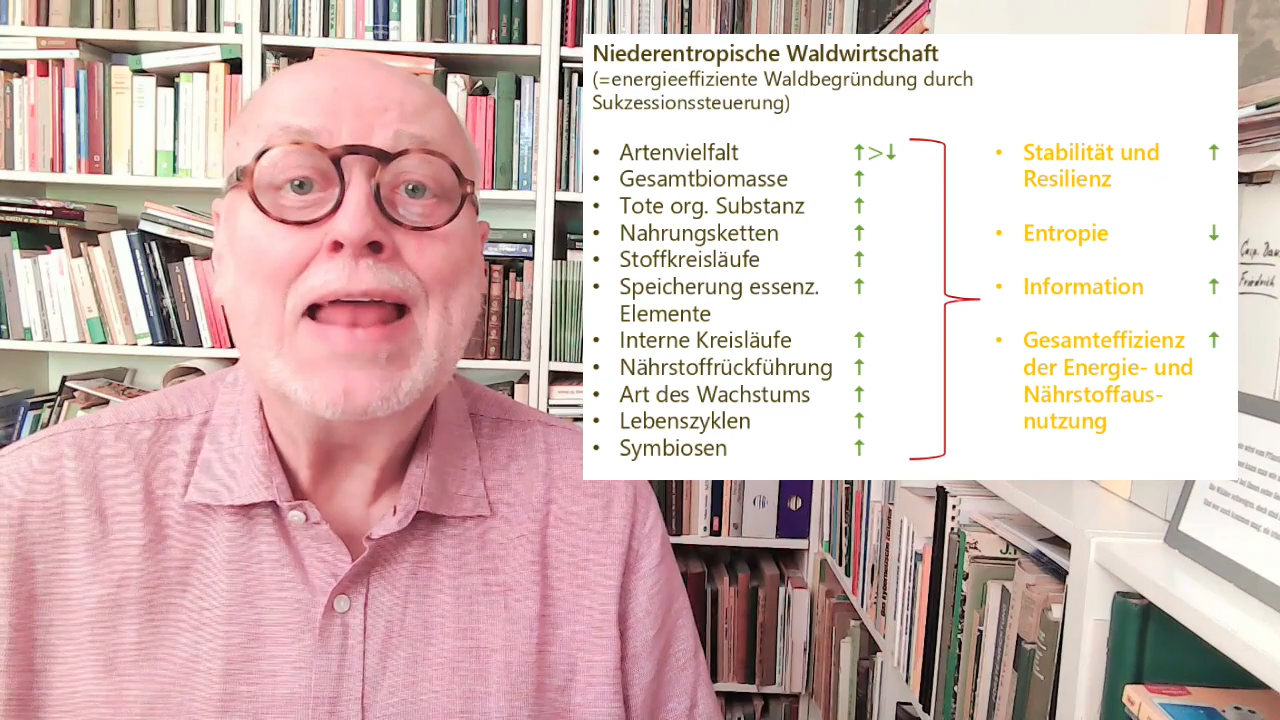 Niederentropische Waldwirtschaft
(=energieeffiziente Waldbegründung durch
Sukzessionssteuerung)
• Artenvielfalt ↑>↓
• Gesamtbiomasse ↑
• Tote org. Substanz ↑
• Nahrungsketten ↑
• Stoffkreisläufe ↑
• Speicherung essenz. ↑
Elemente
• Interne Kreisläufe ↑
• Nährstoffrückführung ↑
• Art des Wachstums ↑
• Lebenszyklen ↑
• Symbiosen ↑
• Stabilität und ↑
Resilienz
• Entropie ↓
• Information ↑
• Gesamteffizienz ↑
der Energie- und
Nährstoffaus-
nutzung
Friedrich